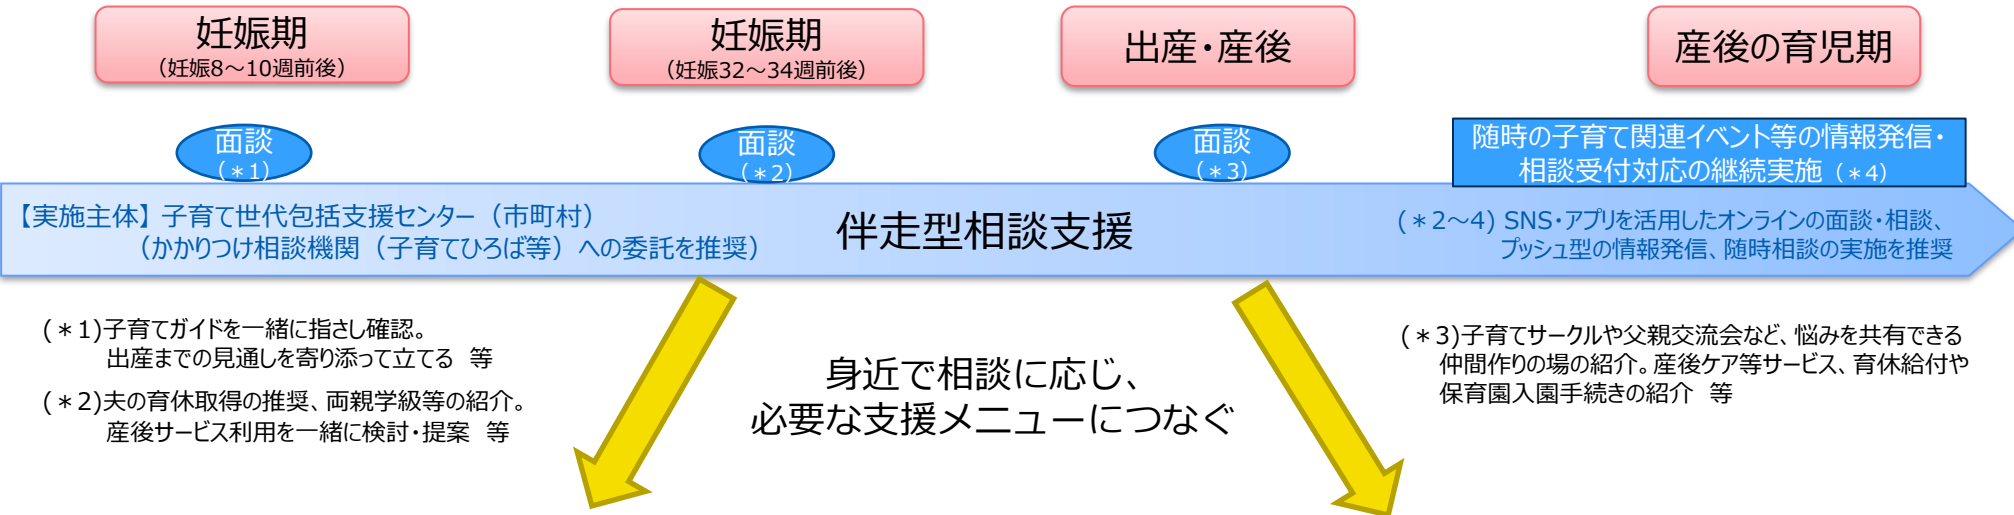 妊娠期
（妊娠8～10週前後）
妊娠期
（妊娠32～34週前後）
出産・産後
産後の育児期
面談
（＊1）
面談
（＊2）
面談
（＊3）
随時の子育て関連イベント等の情報発信・
相談受付対応の継続実施（＊4）
【実施主体】子育て世代包括支援センター（市町村）
（かかりつけ相談機関（子育てひろば等）への委託を推奨）
伴走型相談支援
(＊2～4) SNS・アプリを活用したオンラインの面談・相談、
プッシュ型の情報発信、随時相談の実施を推奨
(＊1)子育てガイドを一緒に指さし確認。
出産までの見通しを寄り添って立てる 等
(＊2)夫の育休取得の推奨、両親学級等の紹介。
産後サービス利用を一緒に検討・提案 等
身近で相談に応じ、
必要な支援メニューにつなぐ
(＊3)子育てサークルや父親交流会など、悩みを共有できる
仲間作りの場の紹介。産後ケア等サービス、育休給付や
保育園入園手続きの紹介 等